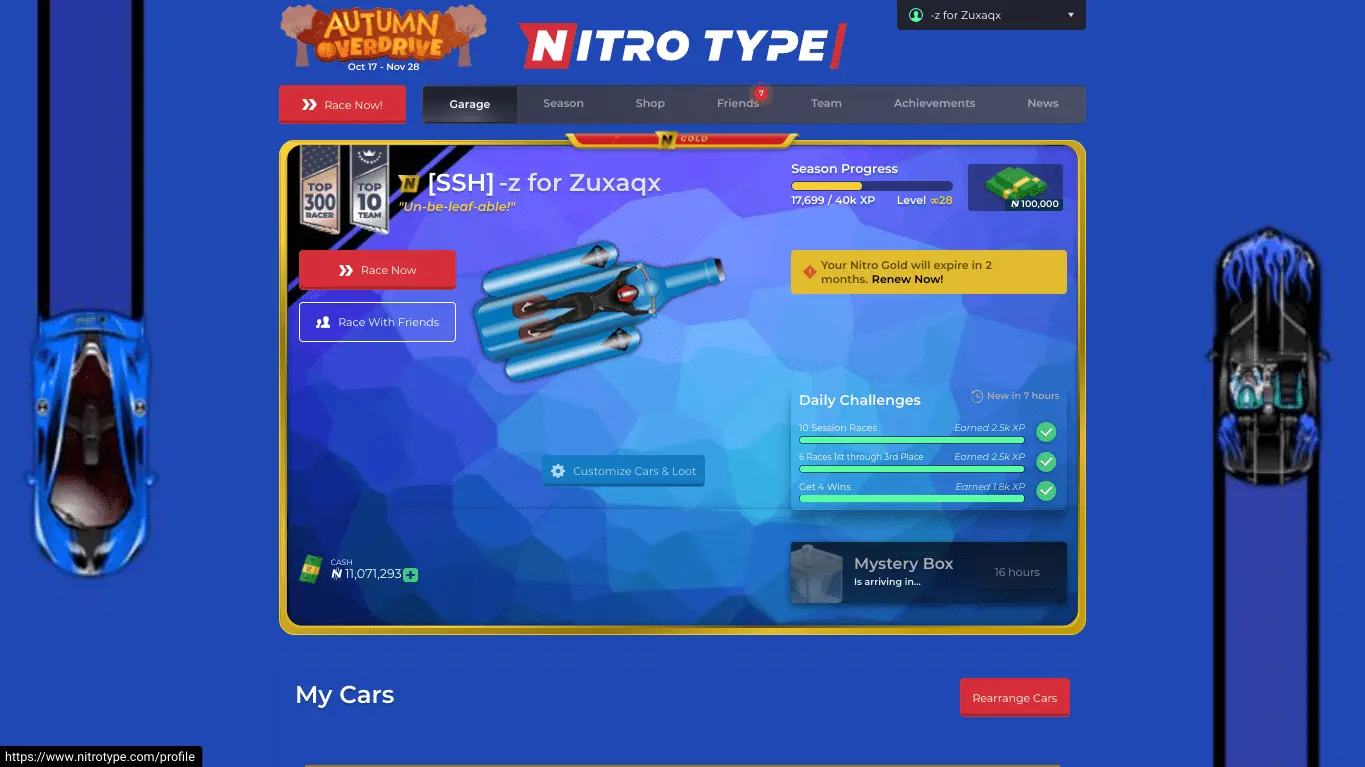 AUTUMN
OVERDRIVE
Oct 17 - Nov 28
NITRO TYPE
-z for Zuxaqx
Race Now!
Garage
Season
Shop
Friends
7
Team
Achievements
News
N GOLD
TOP
300
RACER
TOP
10
TEAM
N [SSH] -z for Zuxaqx
"Un-be-leaf-able!"
Season Progress
17,699 / 40k XP
Level ∞28
N 100,000
Race Now
Race With Friends
Your Nitro Gold will expire in 2
months. Renew Now!
Daily Challenges
New in 7 hours
10 Session Races
Earned 2.5k XP
6 Races 1st through 3rd Place
Earned 2.5k XP
Get 4 Wins
Earned 1.8k XP
Customize Cars & Loot
CASH
N 11,071,293
Mystery Box
Is arriving in...
16 hours
My Cars
Rearrange Cars
https://www.nitrotype.com/profile